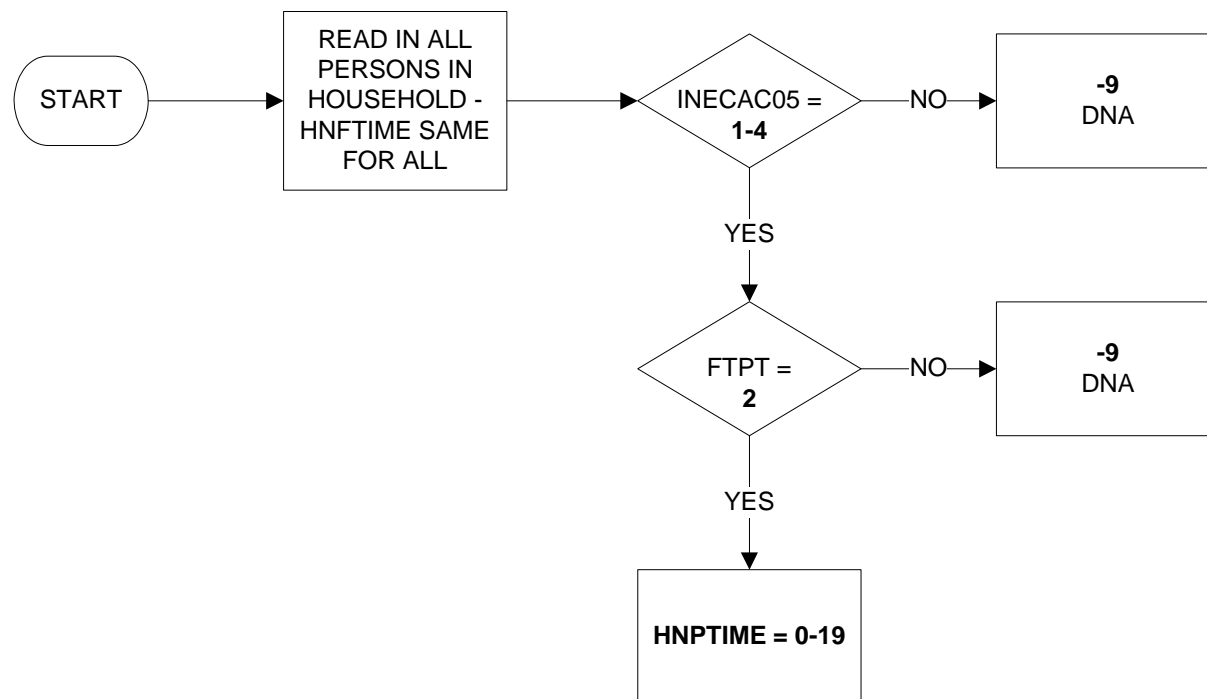 START
READ IN ALL
PERSONS IN
HOUSEHOLD -
HNFTIME SAME
FOR ALL
INECAC05 =
1-4
NO
-9
DNA
YES
FTPT =
2
NO
-9
DNA
YES
HNPTIME = 0-19